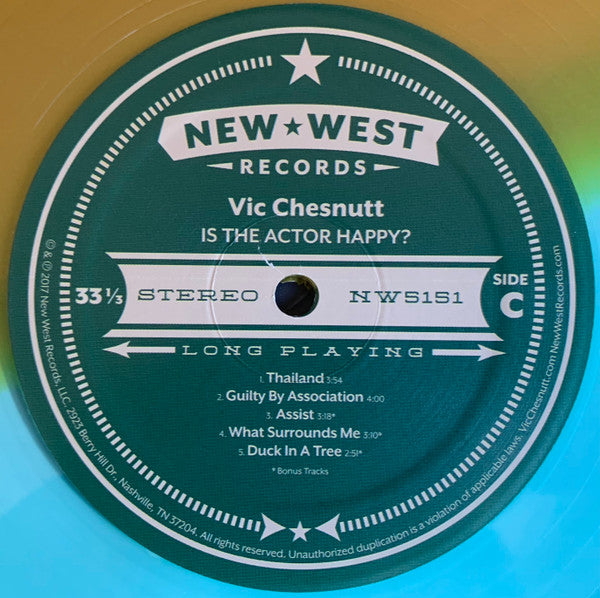 NEW★WEST
RECORDS
Vic Chesnutt
IS THE ACTOR HAPPY?
33 ⅓ STEREO NW5151 SIDE C
LONG PLAYING
1. Thailand 3:54
2. Guilty By Association 4:00
3. Assist 3:18*
4. What Surrounds Me 3:10*
5. Duck In A Tree 2:51*
*Bonus Tracks
© & ℗ 2017 New West Records, LLC, 2923 Berry Hill Dr., Nashville, TN 37204. All rights reserved. Unauthorized duplication is a violation of applicable laws. VicChesnutt.com NewWestRecords.com